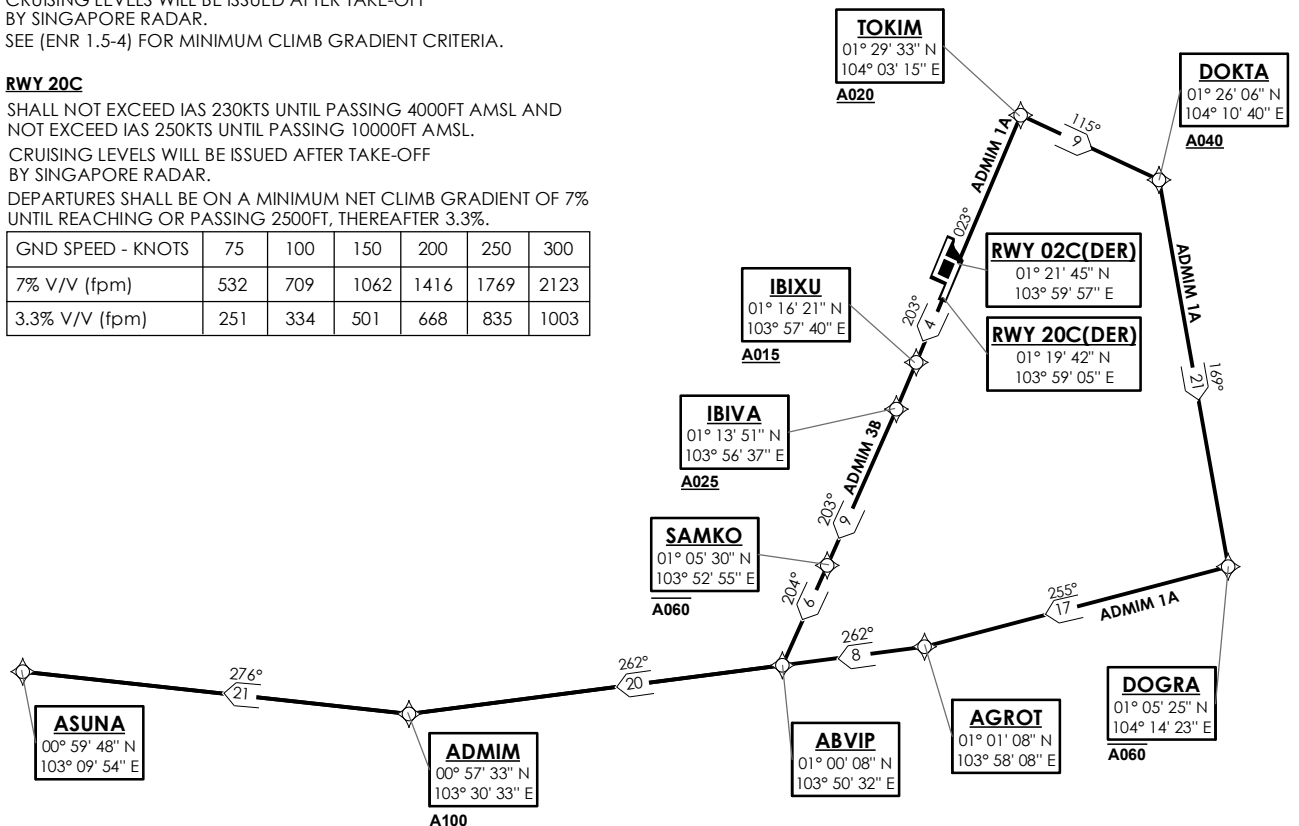 CRUISING LEVELS WILL BE ISSUED AFTER TAKE-OFF
BY SINGAPORE RADAR.
SEE (ENR 1.5-4) FOR MINIMUM CLIMB GRADIENT CRITERIA.
RWY 20C
SHALL NOT EXCEED IAS 230KTS UNTIL PASSING 4000FT AMSL AND
NOT EXCEED IAS 250KTS UNTIL PASSING 10000FT AMSL.
CRUISING LEVELS WILL BE ISSUED AFTER TAKE-OFF
BY SINGAPORE RADAR.
DEPARTURES SHALL BE ON A MINIMUM NET CLIMB GRADIENT OF 7%
UNTIL REACHING OR PASSING 2500FT, THEREAFTER 3.3%.
GND SPEED - KNOTS 75 100 150 200 250 300
7% V/V (fpm) 532 709 1062 1416 1769 2123
3.3% V/V (fpm) 251 334 501 668 835 1003
TOKIM
01° 29' 33" N
104° 03' 15" E
A020
DOKTA
01° 26' 06" N
104° 10' 40" E
A040
115°
9
ADMIM 1A
023°
RWY 02C(DER)
01° 21' 45" N
103° 59' 57" E
RWY 20C(DER)
01° 19' 42" N
103° 59' 05" E
ADMIM 1A
169°
21
IBIXU
01° 16' 21" N
103° 57' 40" E
A015
203°
4
IBIVA
01° 13' 51" N
103° 56' 37" E
A025
ADMIM 3B
203°
9
SAMKO
01° 05' 30" N
103° 52' 55" E
A060
204°
6
255°
17
ADMIM 1A
262°
8
262°
20
276°
21
DOGRA
01° 05' 25" N
104° 14' 23" E
A060
AGROT
01° 01' 08" N
103° 58' 08" E
ABVIP
01° 00' 08" N
103° 50' 32" E
ADMIM
00° 57' 33" N
103° 30' 33" E
A100
ASUNA
00° 59' 48" N
103° 09' 54" E